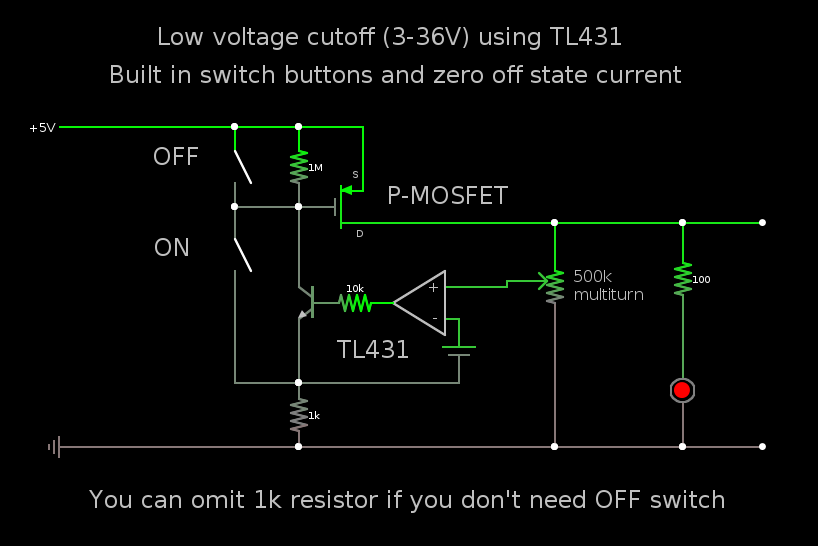 Low voltage cutoff (3-36V) using TL431
Built in switch buttons and zero off state current
+5V
OFF
1M
S
P-MOSFET
D
ON
500k
multiturn
100
10k
+
-
TL431
1k
You can omit 1k resistor if you don't need OFF switch